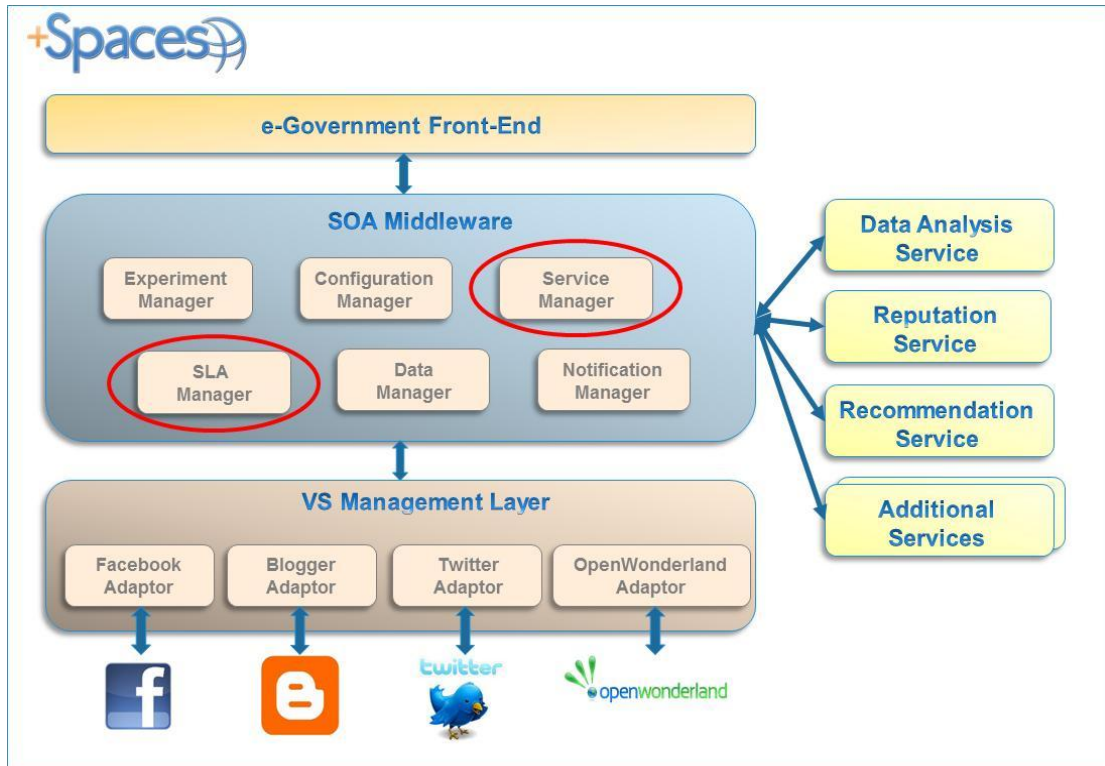 +Spaces
e-Government Front-End
SOA Middleware
Experiment
Manager
Configuration
Manager
Service
Manager
SLA
Manager
Data
Manager
Notification
Manager
Data Analysis
Service
Reputation
Service
Recommendation
Service
Additional
Services
VS Management Layer
Facebook
Adaptor
Blogger
Adaptor
Twitter
Adaptor
OpenWonderland
Adaptor
f
B
twitter
openwonderland